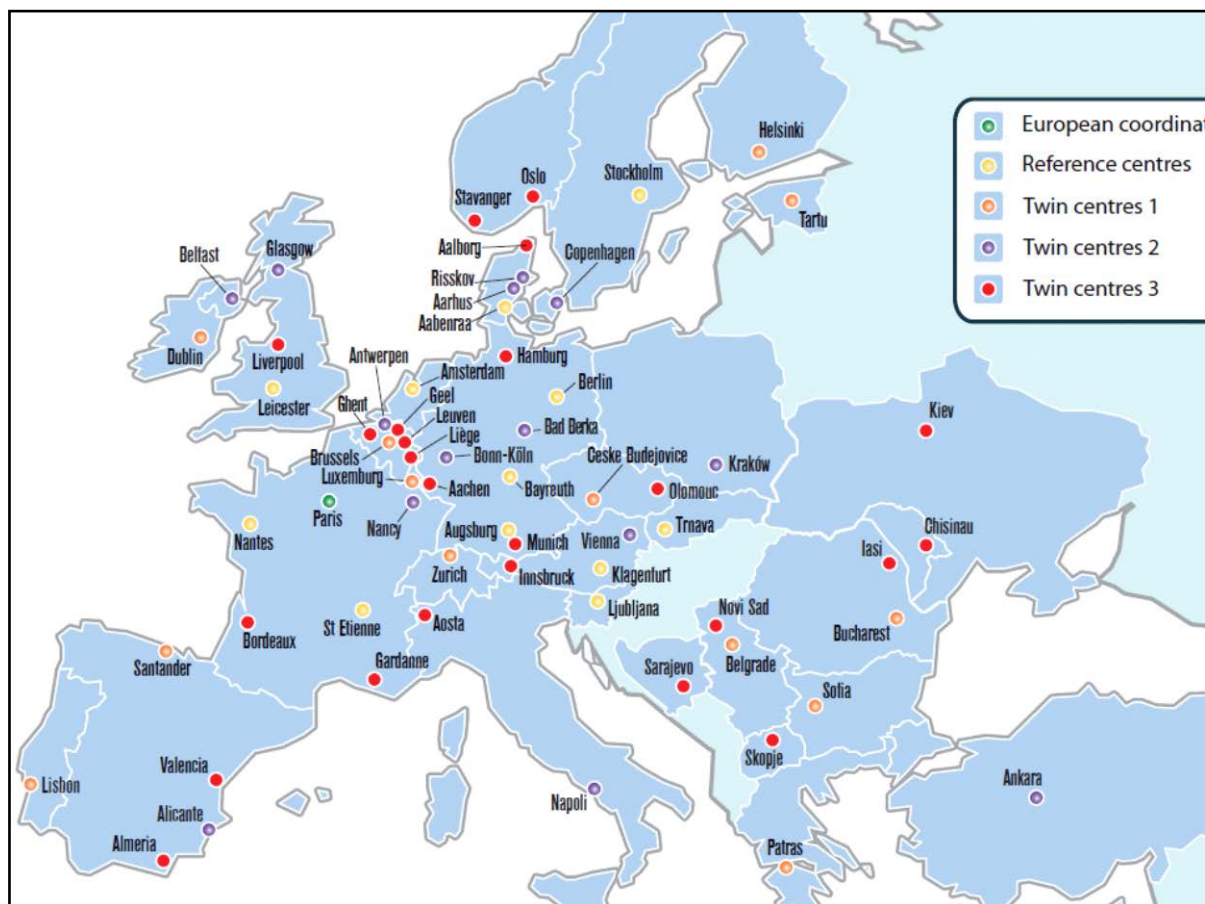 European coordinat
Reference centres
Twin centres 1
Twin centres 2
Twin centres 3
Helsinki
Oslo
Stockholm
Stavanger
Tartu
Aalborg
Copenhagen
Belfast
Glasgow
Risskov
Aarhus
Aabenraa
Dublin
Liverpool
Antwerpen
Hamburg
Amsterdam
Berlin
Leicester
Ghent
Geel
Leuven
Kiev
Liège
Bad Berka
Brussels
Bonn-Köln
Ceske Budejovice
Kraków
Luxemburg
Aachen
Bayreuth
Olomouc
Paris
Nancy
Nantes
Augsburg
Munich
Vienna
Trnava
Chisinau
Iasi
Zurich
Innsbruck
Klagenfurt
Ljubljana
Novi Sad
St Etienne
Aosta
Bordeaux
Bucharest
Santander
Gardanne
Sarajevo
Belgrade
Sofia
Skopje
Valencia
Lisbon
Napoli
Ankara
Alicante
Almeria
Patras